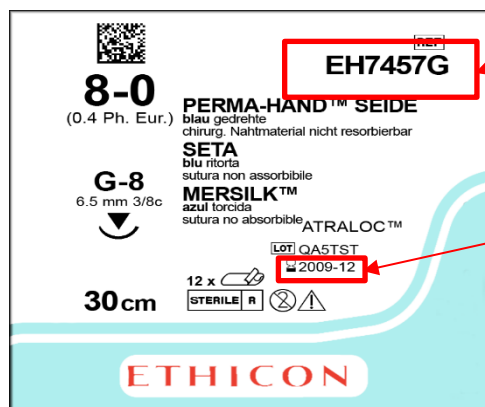 REF
EH7457G
8-0
(0.4 Ph. Eur.)
PERMA-HAND™ SEIDE
blau gedrehte
chirurg. Nahtmaterial nicht resorbierbar
SETA
blu ritorta
sutura non assorbibile
G-8
6.5 mm 3/8c
MERSILK™
azul torcida
sutura no absorbible
ATRALOC™
LOT QA5TST
2009-12
12 x
30cm
STERILE R
2
ETHICON